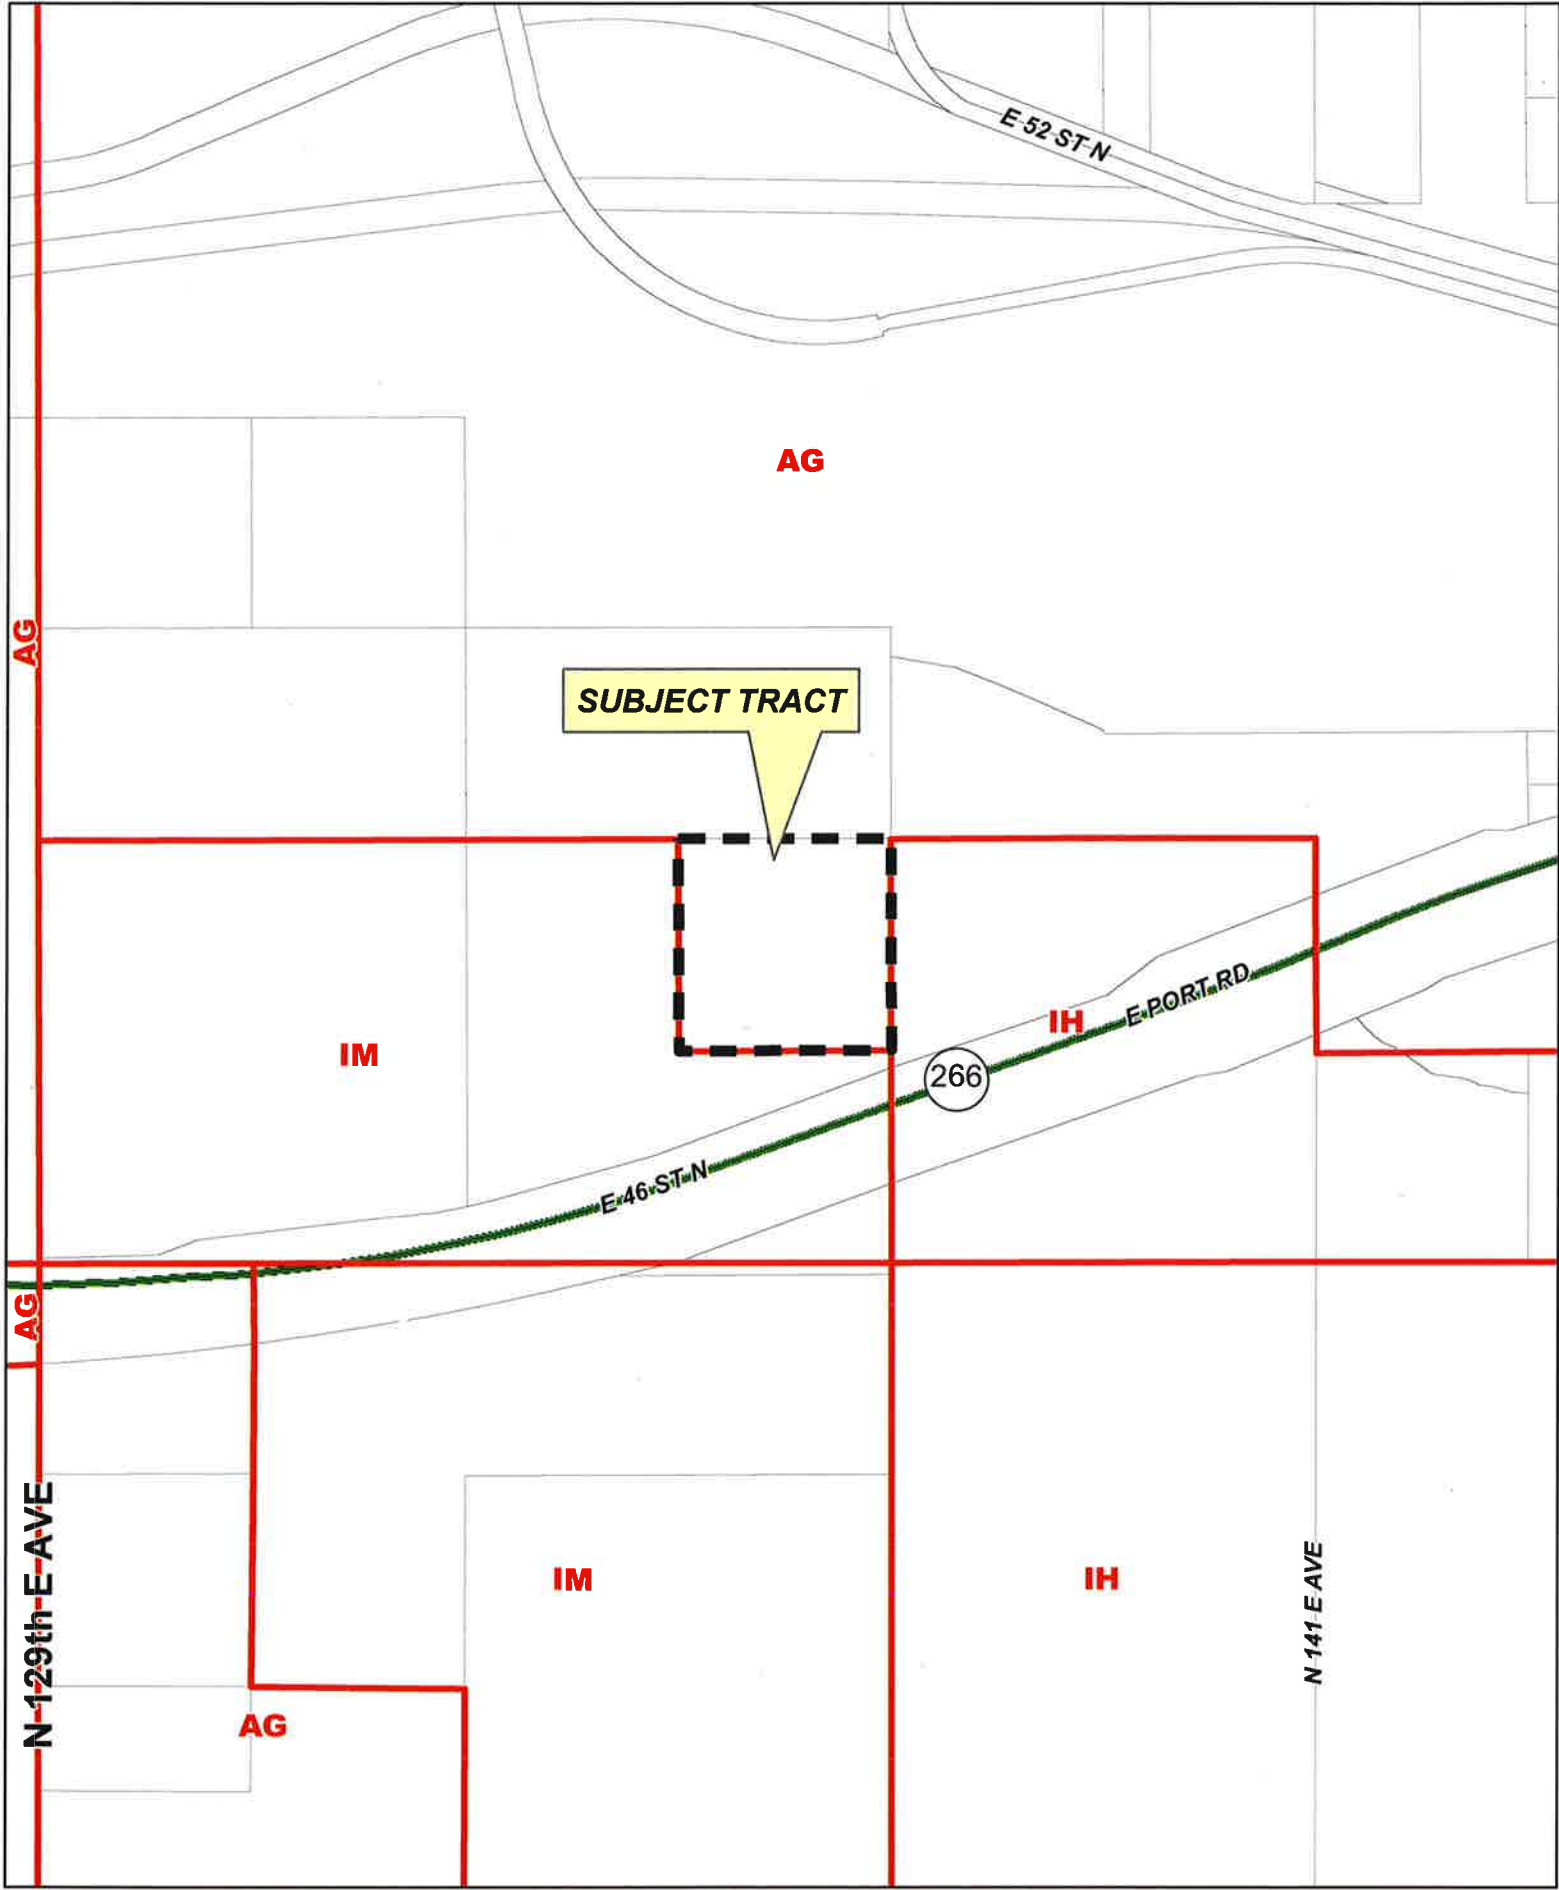 E 52 ST N
AG
AG
SUBJECT TRACT
E PORT RD
IH
IM
266
E 46 ST N
AG
N 129th E AVE
IM
IH
N 141 E AVE
AG